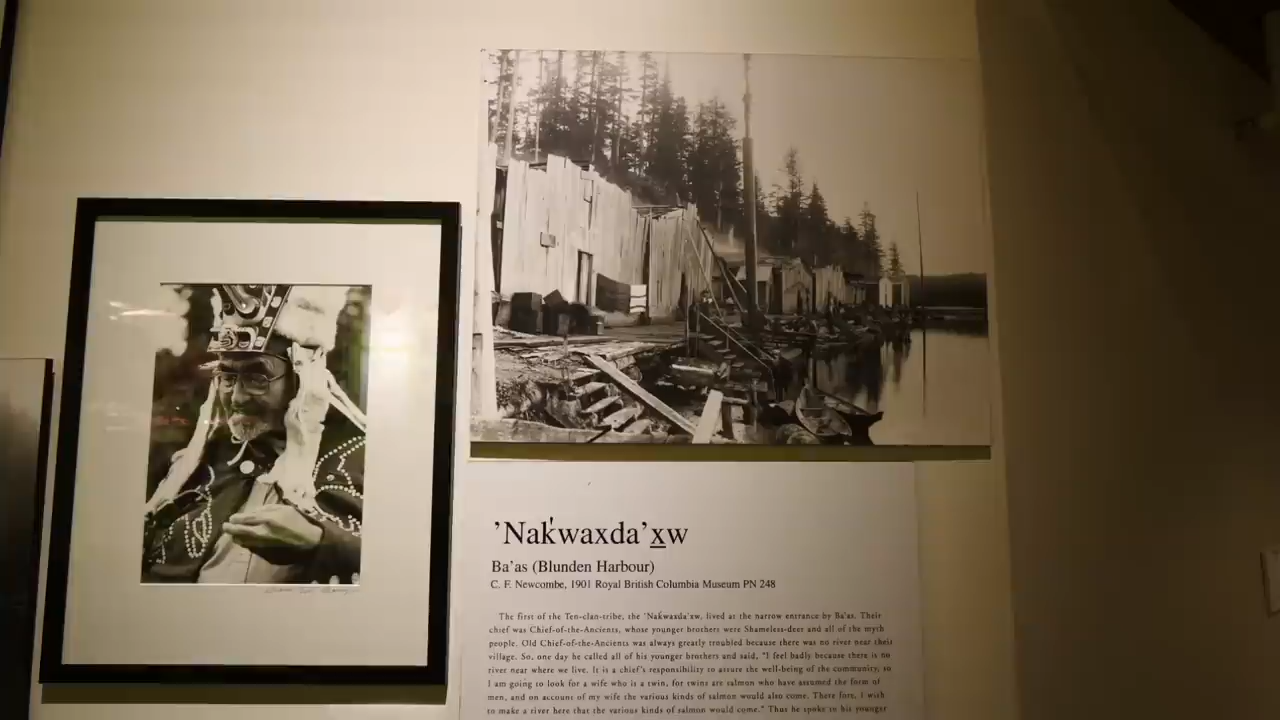 'Nak̓waxda'x̱w
Ba'as (Blunden Harbour)
C. F. Newcombe, 1901 Royal British Columbia Museum PN 248
The first of the Ten-clan-tribe, the 'Nak̓waxda'xw, lived at the narrow entrance by Ba'as. Their
chief was Chief-of-the-Ancients, whose younger brothers were Shameless-deer and all of the myth
people. Old Chief-of-the-Ancients was always greatly troubled because there was no river near their
village. So, one day he called all of his younger brothers and said, "I feel badly because there is no
river near where we live. It is a chief's responsibility to assure the well-being of the community; so
I am going to look for a wife who is a twin, for twins are salmon who have assumed the form of
men, and on account of my wife the various kinds of salmon would also come. There fore, I wish
to make a river here that the various kinds of salmon would come." Thus he spoke to his younger